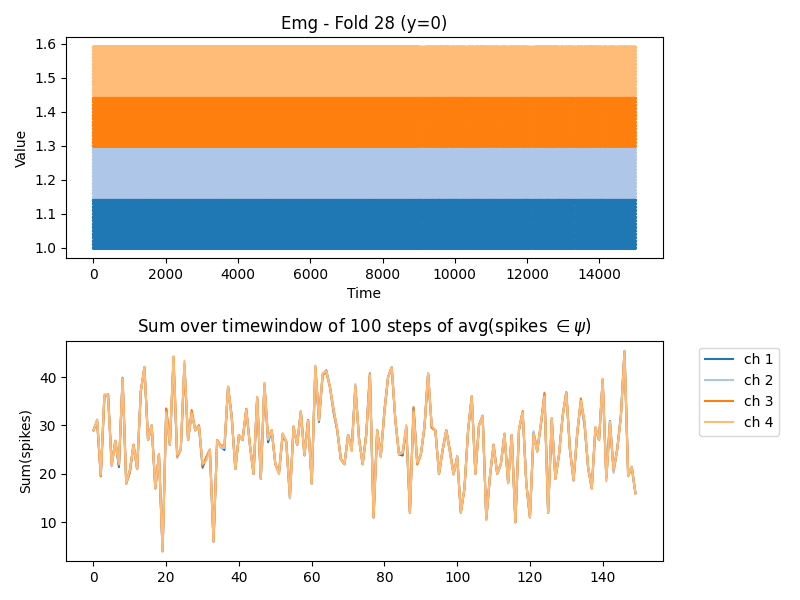 Emg - Fold 28 (y=0)
1.6
1.5
1.4
1.3
1.2
1.1
1.0
Value
0 2000 4000 6000 8000 10000 12000 14000
Time
Sum over timewindow of 100 steps of avg(spikes ∈ ψ)
40
30
20
10
Sum(spikes)
0 20 40 60 80 100 120 140
ch 1
ch 2
ch 3
ch 4